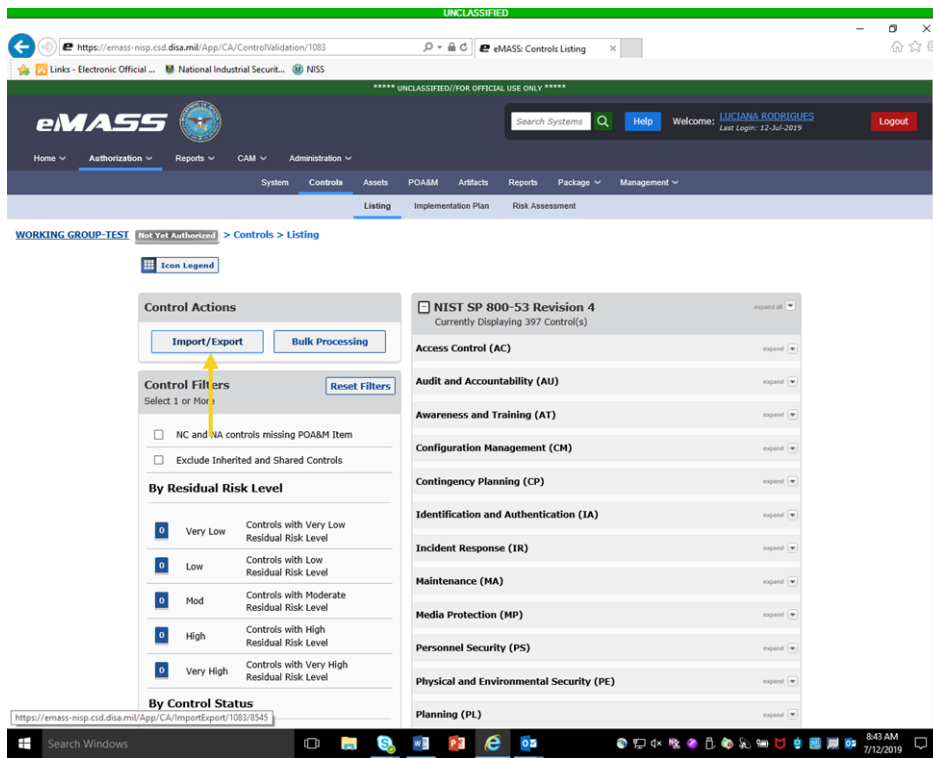 UNCLASSIFIED
https://emass-nisp.csd.disa.mil/App/CA/ControlValidation/1083
eMASS: Controls Listing
Links - Electronic Official ...
National Industrial Securit...
NISS
***** UNCLASSIFIED//FOR OFFICIAL USE ONLY *****
eMASS
Search Systems
Help
Welcome: LUCIANA RODRIGUES
Last Login: 12-Jul-2019
Logout
Home
Authorization
Reports
CAM
Administration
System
Controls
Assets
POA&M
Artifacts
Reports
Package
Management
Listing
Implementation Plan
Risk Assessment
WORKING GROUP-TEST Not Yet Authorized > Controls > Listing
Icon Legend
Control Actions
Import/Export
Bulk Processing
Control Filters
Select 1 or More
Reset Filters
NC and NA controls missing POA&M Item
Exclude Inherited and Shared Controls
By Residual Risk Level
0 Very Low Controls with Very Low
Residual Risk Level
0 Low Controls with Low
Residual Risk Level
0 Mod Controls with Moderate
Residual Risk Level
0 High Controls with High
Residual Risk Level
0 Very High Controls with Very High
Residual Risk Level
By Control Status
NIST SP 800-53 Revision 4
expand all
Currently Displaying 397 Control(s)
Access Control (AC) expand
Audit and Accountability (AU) expand
Awareness and Training (AT) expand
Configuration Management (CM) expand
Contingency Planning (CP) expand
Identification and Authentication (IA) expand
Incident Response (IR) expand
Maintenance (MA) expand
Media Protection (MP) expand
Personnel Security (PS) expand
Physical and Environmental Security (PE) expand
Planning (PL) expand
https://emass-nisp.csd.disa.mil/App/CA/ImportExport/1083/8545
Search Windows
8:43 AM
7/12/2019